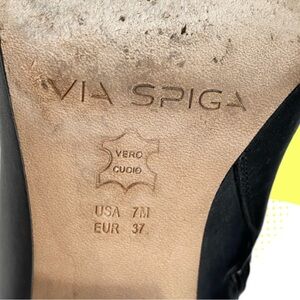 VIA SPIGA
VERO
CUOIO
USA 7M
EUR 37